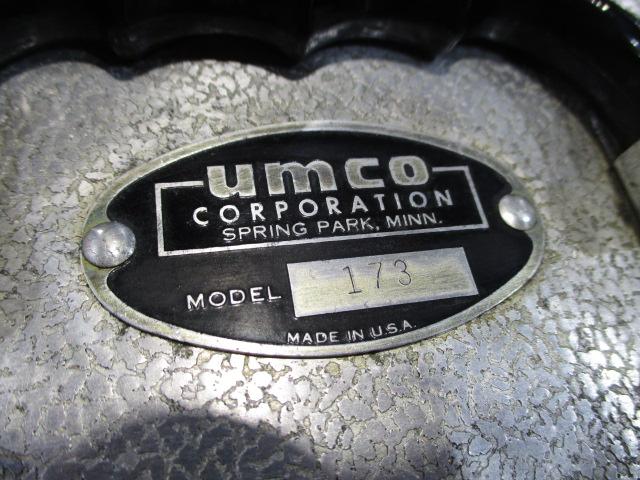 umco
CORPORATION
SPRING PARK, MINN.
MODEL 173
MADE IN U.S.A.